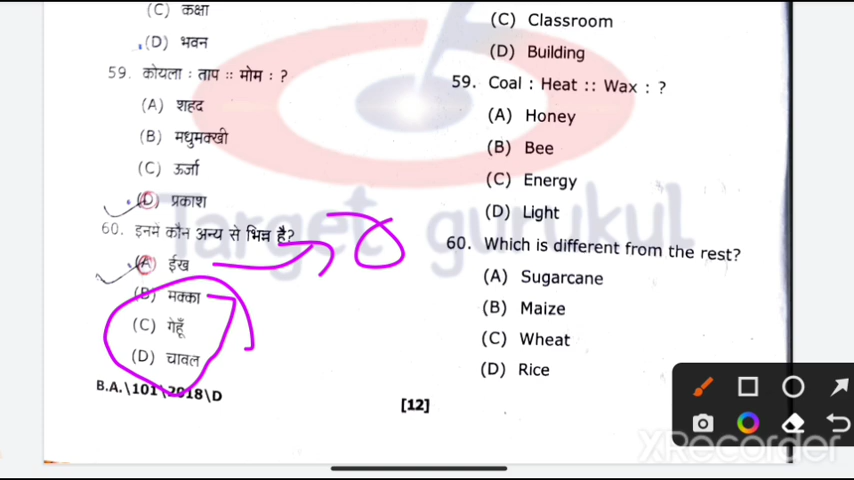 (C) कक्षा
(D) भवन
59. कोयला : ताप :: मोम : ?
(A) शहद
(B) मधुमक्खी
(C) ऊर्जा
(D) प्रकाश
60. इनमें कौन अन्य से भिन्न है?
(A) ईख
(B) मक्का
(C) गेहूँ
(D) चावल
B.A.\101\2018\D
(C) Classroom
(D) Building
59. Coal : Heat :: Wax : ?
(A) Honey
(B) Bee
(C) Energy
(D) Light
60. Which is different from the rest?
(A) Sugarcane
(B) Maize
(C) Wheat
(D) Rice
[12]
Target gurukul
XRecorder